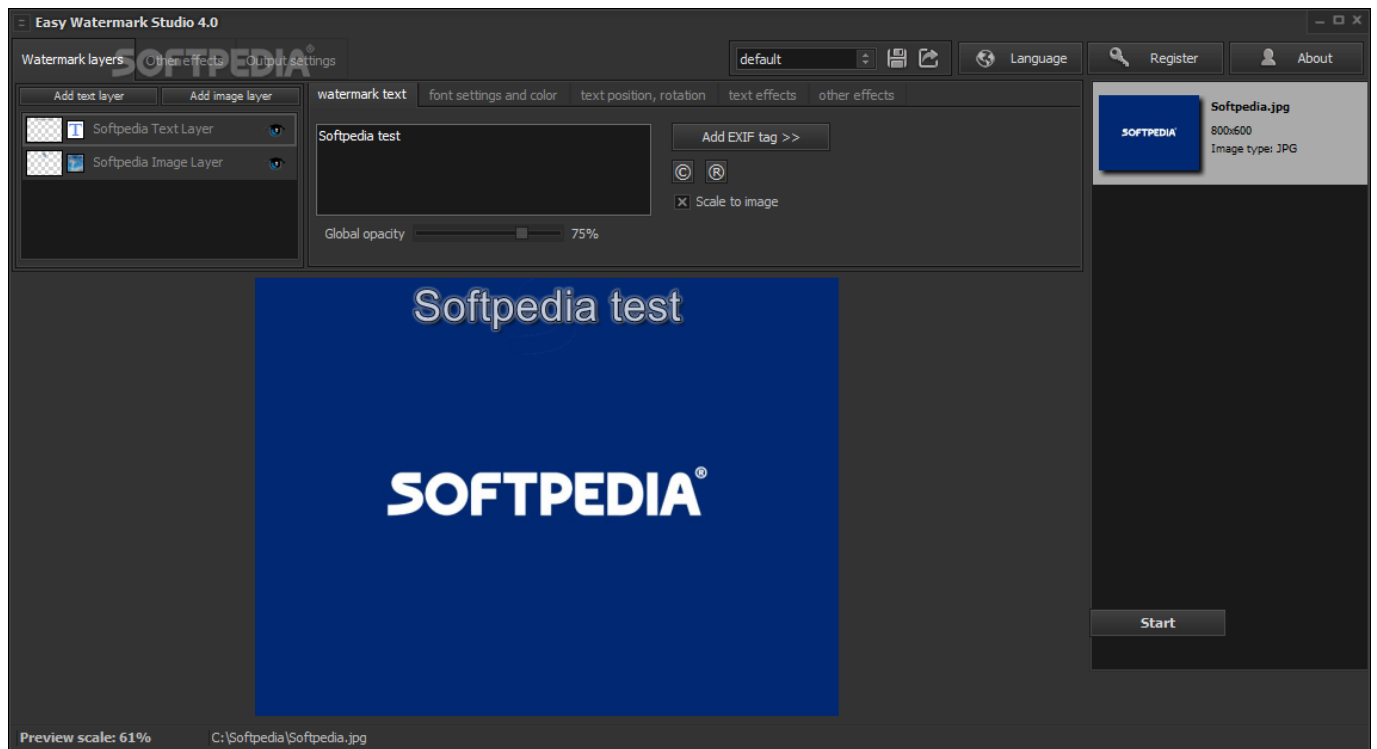 Easy Watermark Studio 4.0
Watermark layers Other effects Output settings
SOFTPEDIA®
default Language Register About
Add text layer Add image layer
Softpedia Text Layer
Softpedia Image Layer
watermark text font settings and color text position, rotation text effects other effects
Softpedia test
Add EXIF tag >>
© ®
Scale to image
Global opacity 75%
SOFTPEDIA
Softpedia.jpg
800x600
Image type: JPG
Softpedia test
SOFTPEDIA®
Start
Preview scale: 61% C:\Softpedia\Softpedia.jpg